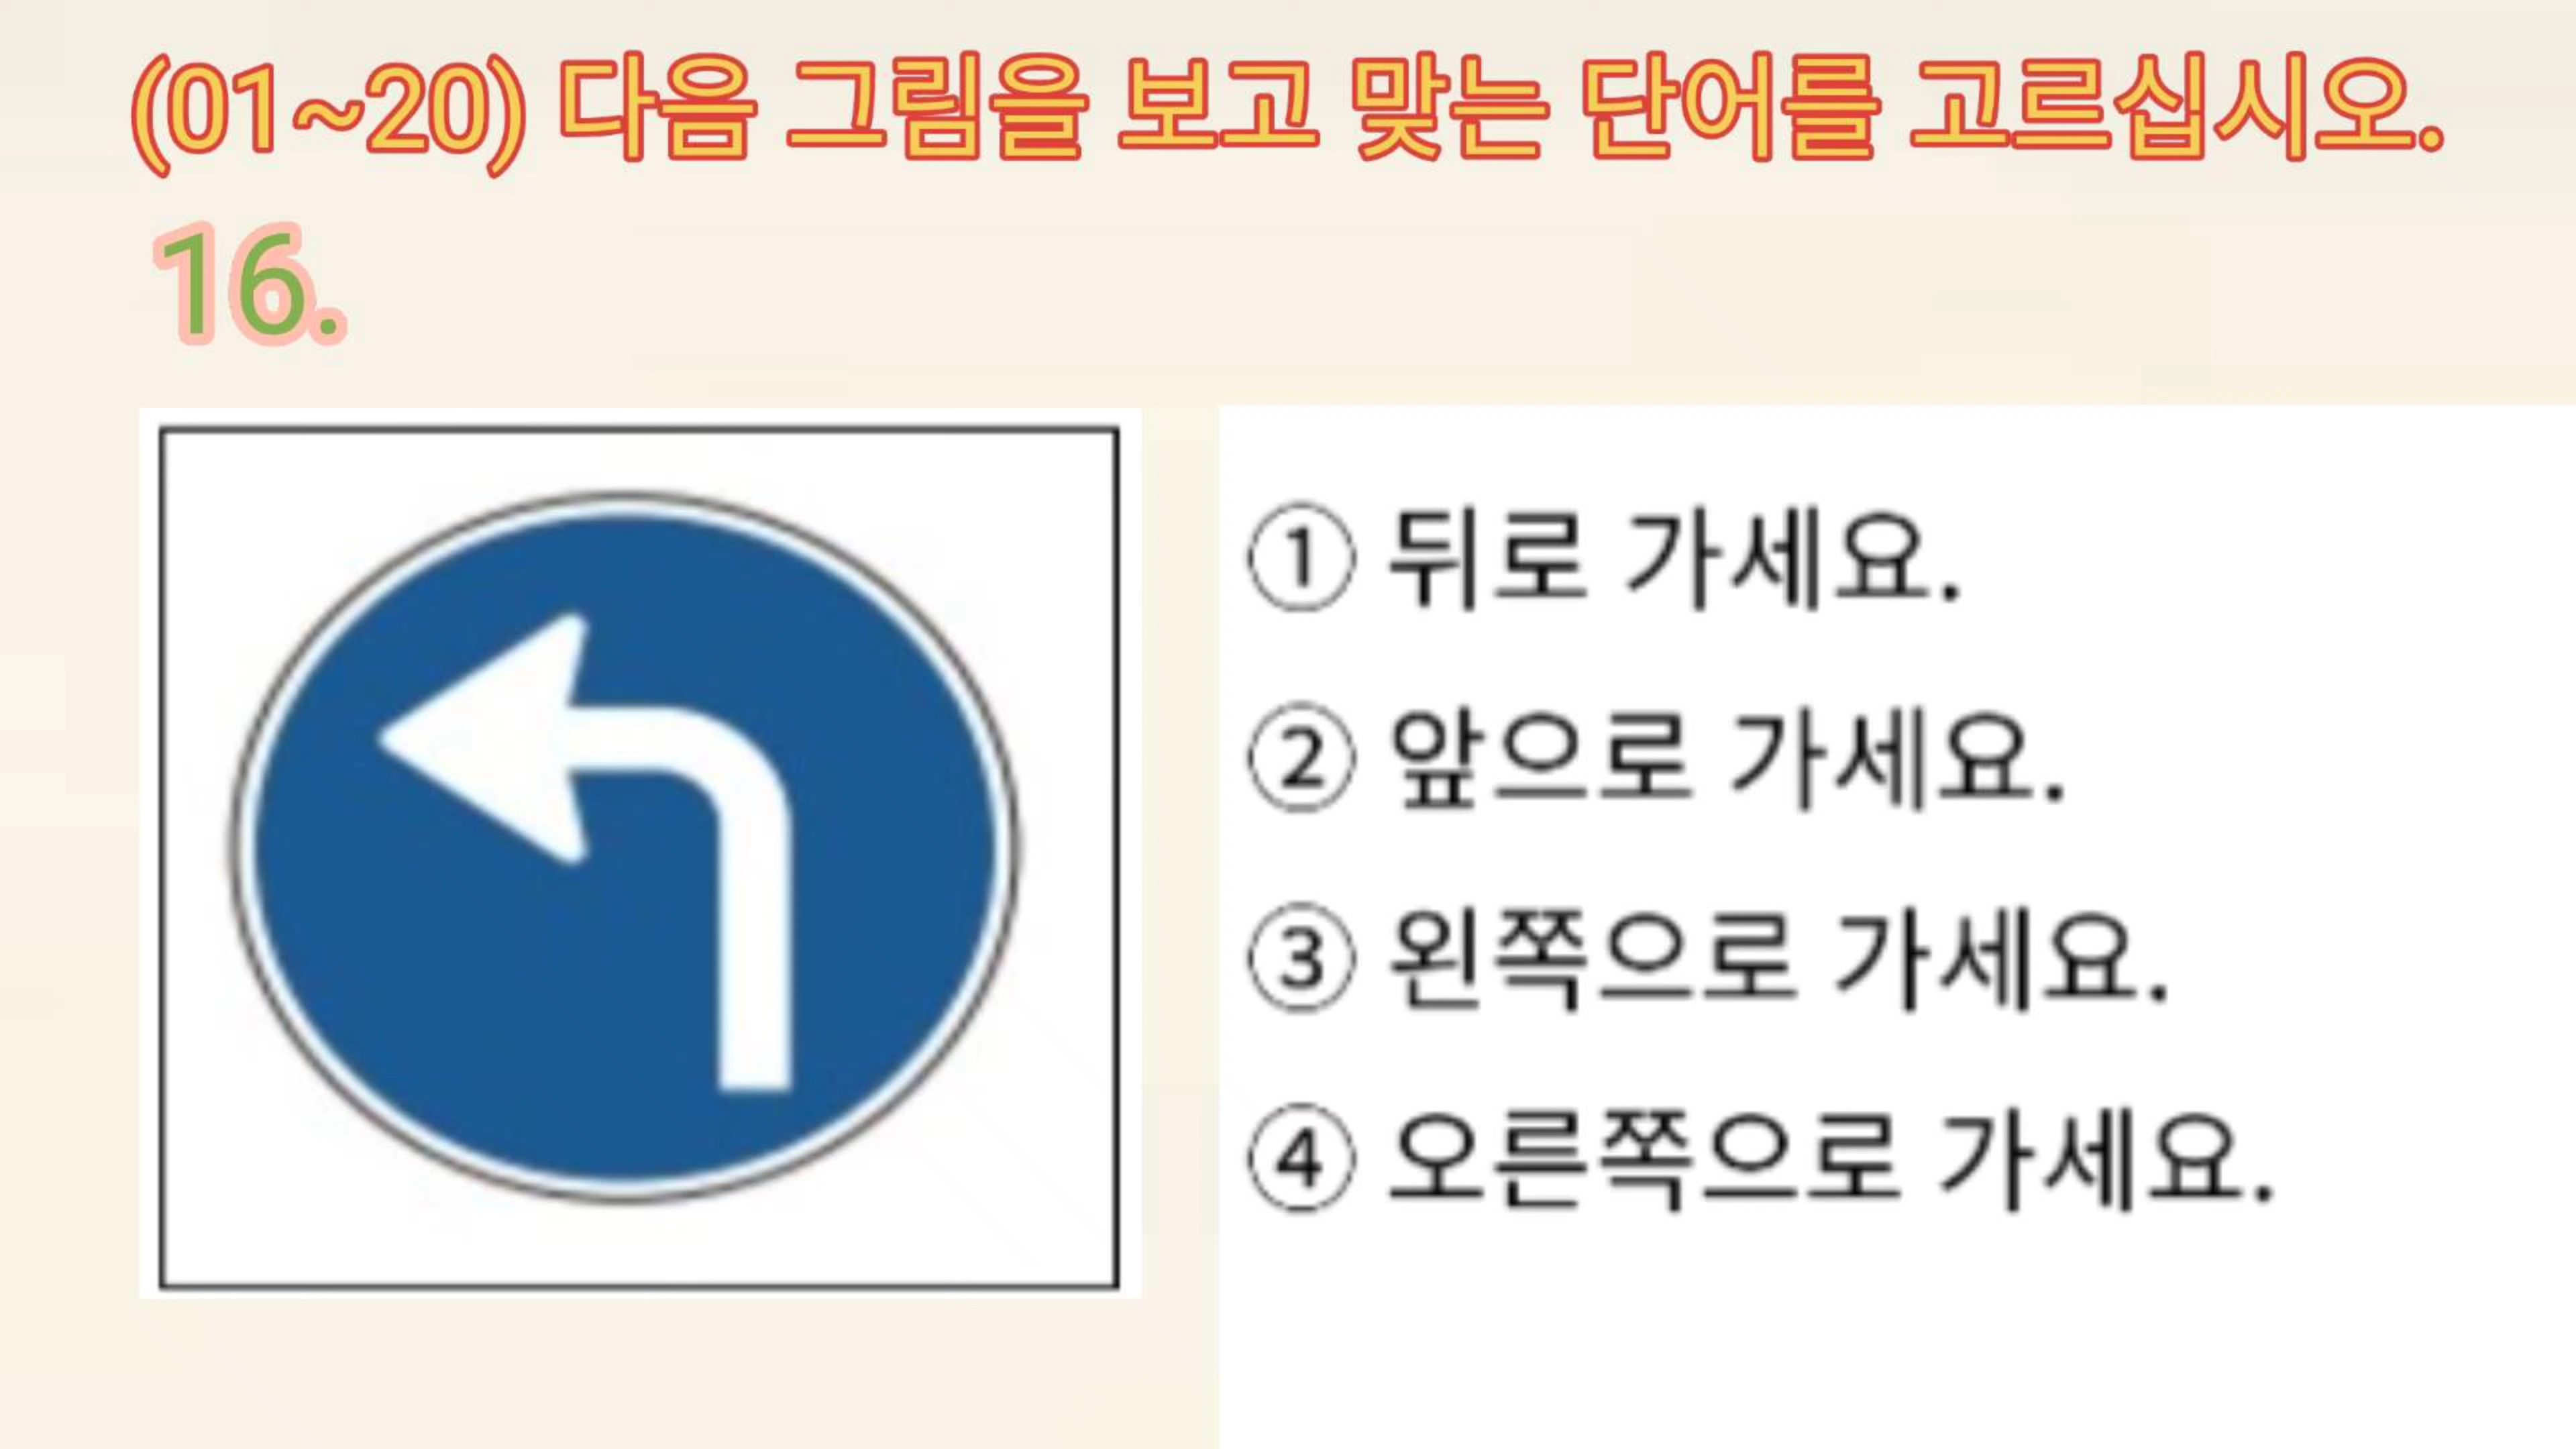 (01~20) 다음 그림을 보고 맞는 단어를 고르십시오.
16.
① 뒤로 가세요.
② 앞으로 가세요.
③ 왼쪽으로 가세요.
④ 오른쪽으로 가세요.